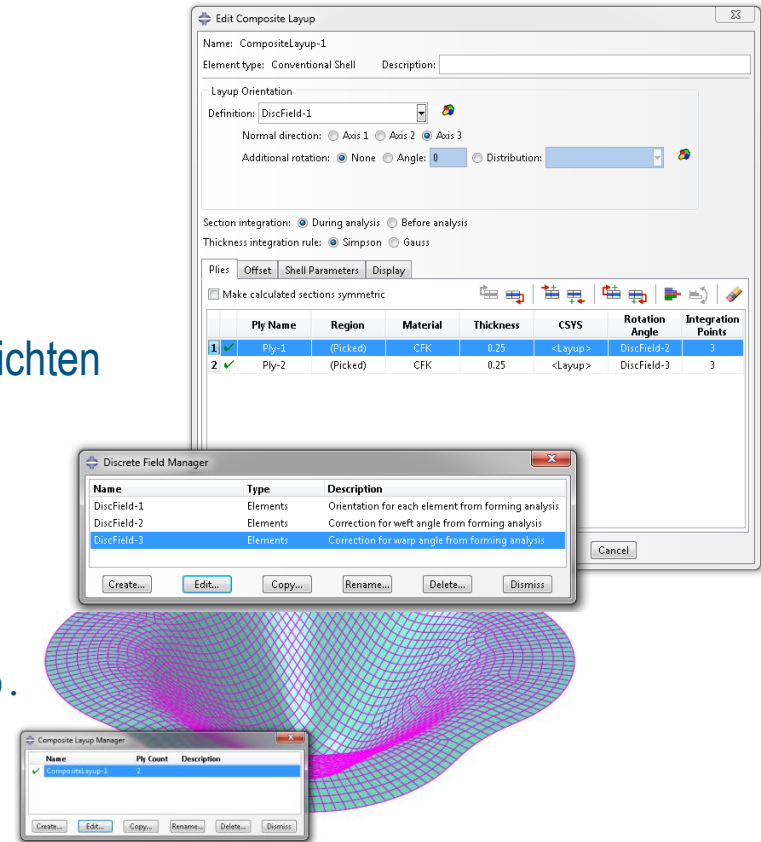 Edit Composite Layup
Name: CompositeLayup-1
Element type: Conventional Shell Description:
Layup Orientation
Definition: DiscField-1
Normal direction: Axis 1 Axis 2 Axis 3
Additional rotation: None Angle: 0 Distribution:
Section integration: During analysis Before analysis
Thickness integration rule: Simpson Gauss
Plies Offset Shell Parameters Display
Make calculated sections symmetric
Ply Name Region Material Thickness CSYS Rotation Angle Integration Points
1 Ply-1 (Picked) CFK 0.25 <Layup> DiscField-2 3
2 Ply-2 (Picked) CFK 0.25 <Layup> DiscField-3 3
Cancel
ichten
Discrete Field Manager
Name Type Description
DiscField-1 Elements Orientation for each element from forming analysis
DiscField-2 Elements Correction for weft angle from forming analysis
DiscField-3 Elements Correction for warp angle from forming analysis
Create... Edit... Copy... Rename... Delete... Dismiss
.
Composite Layup Manager
Name Ply Count Description
CompositeLayup-1 2
Create... Edit... Copy... Rename... Delete... Dismiss